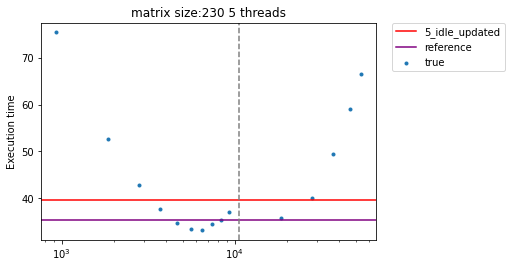 matrix size:230 5 threads
5_idle_updated
reference
true
Execution time
70
60
50
40
10³
10⁴